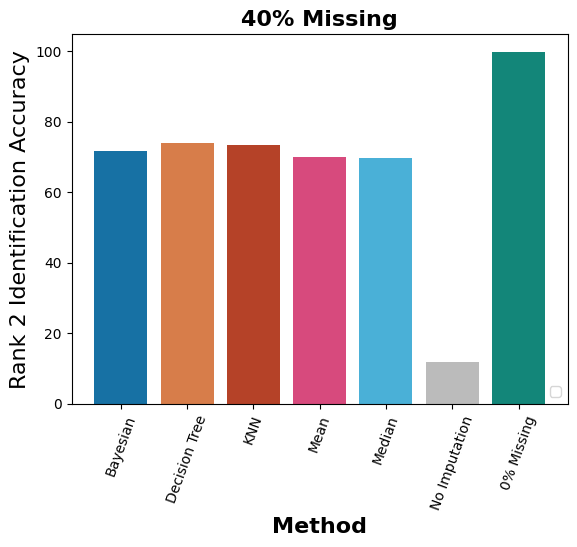 40% Missing
Rank 2 Identification Accuracy
100
80
60
40
20
0
Bayesian
Decision Tree
KNN
Mean
Median
No Imputation
0% Missing
Method